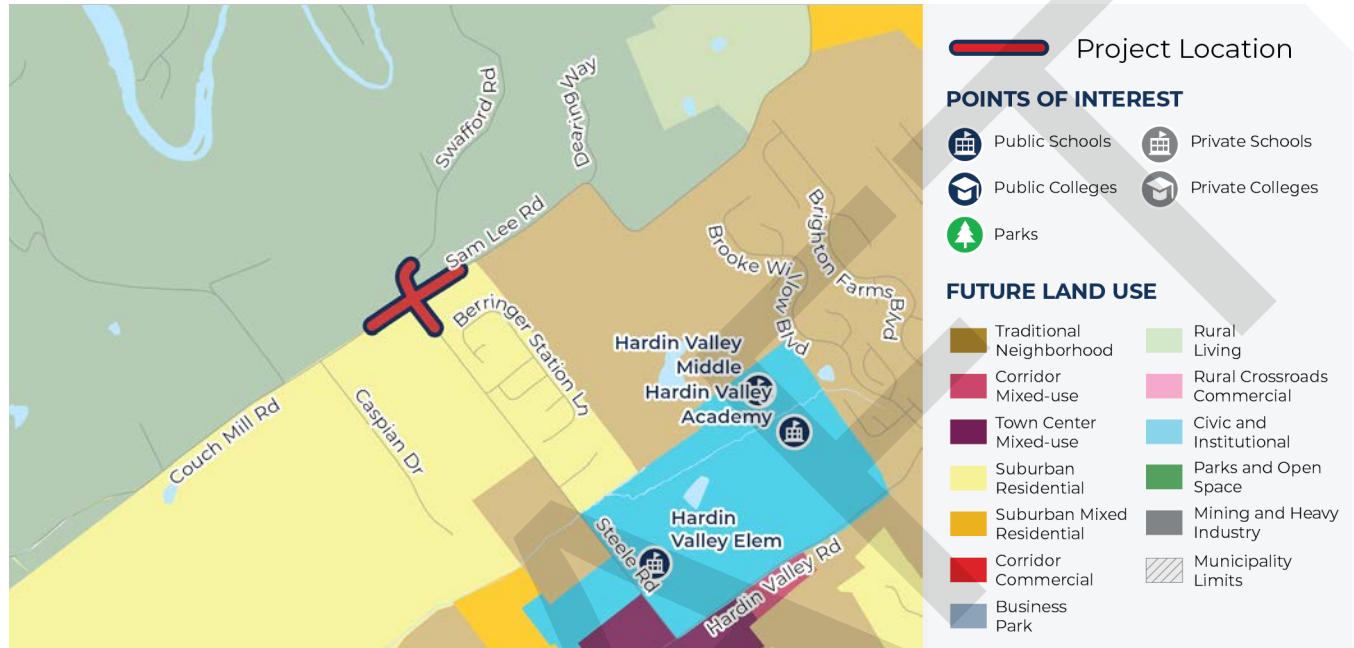 Swafford Rd
Dearing Way
Sam Lee Rd
Brooke Willow Blvd
Brighton Farms Blvd
Berringer Station Ln
Hardin Valley
Middle
Hardin Valley
Academy
Caspian Dr
Couch Mill Rd
Hardin
Valley Elem
Steele Rd
Hardin Valley Rd
Project Location
POINTS OF INTEREST
Public Schools
Private Schools
Public Colleges
Private Colleges
Parks
FUTURE LAND USE
Traditional
Neighborhood
Corridor
Mixed-use
Town Center
Mixed-use
Suburban
Residential
Suburban Mixed
Residential
Corridor
Commercial
Business
Park
Rural
Living
Rural Crossroads
Commercial
Civic and
Institutional
Parks and Open
Space
Mining and Heavy
Industry
Municipality
Limits